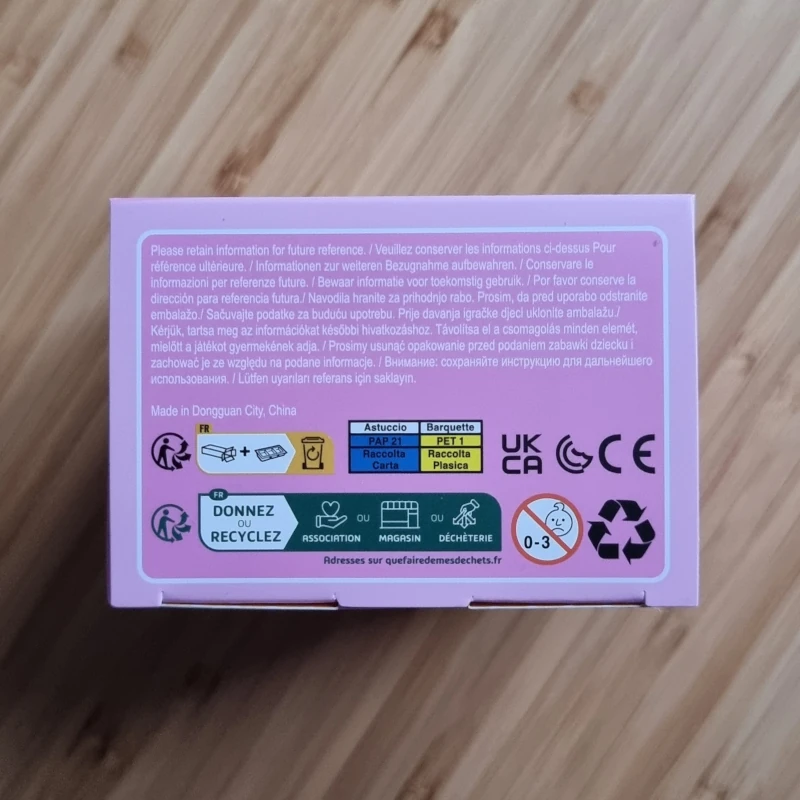 Please retain information for future reference. / Veuillez conserver les informations ci-dessus Pour
référence ultérieure. / Informationen zur weiteren Bezugnahme aufbewahren. / Conservare le
informazioni per referenze future. / Bewaar informatie voor toekomstig gebruik. / Por favor conserve la
dirección para referencia futura./ Navodila hranite za prihodnjo rabo. Prosim, da pred uporabo odstranite
embalažo./ Sačuvajte podatke za buduću upotrebu. Prije davanja igračke djeci uklonite ambalažu./
Kérjük, tartsa meg az információkat későbbi hivatkozáshoz. Távolítsa el a csomagolás minden elemét,
mielőtt a játékot gyermekének adja. / Prosimy usunąć opakowanie przed podaniem zabawki dziecku i
zachować je ze względu na podane informacje. / Внимание: сохраняйте инструкцию для дальнейшего
использования. / Lütfen uyarıları referans için saklayın.
Made in Dongguan City, China
FR
+
Astuccio Barquette
PAP 21 PET 1
Raccolta Carta Raccolta Plasica
UK
CA
CE
FR
DONNEZ
OU
RECYCLEZ
ASSOCIATION OU MAGASIN OU DÉCHÈTERIE
Adresses sur quefairedemesdechets.fr
0-3